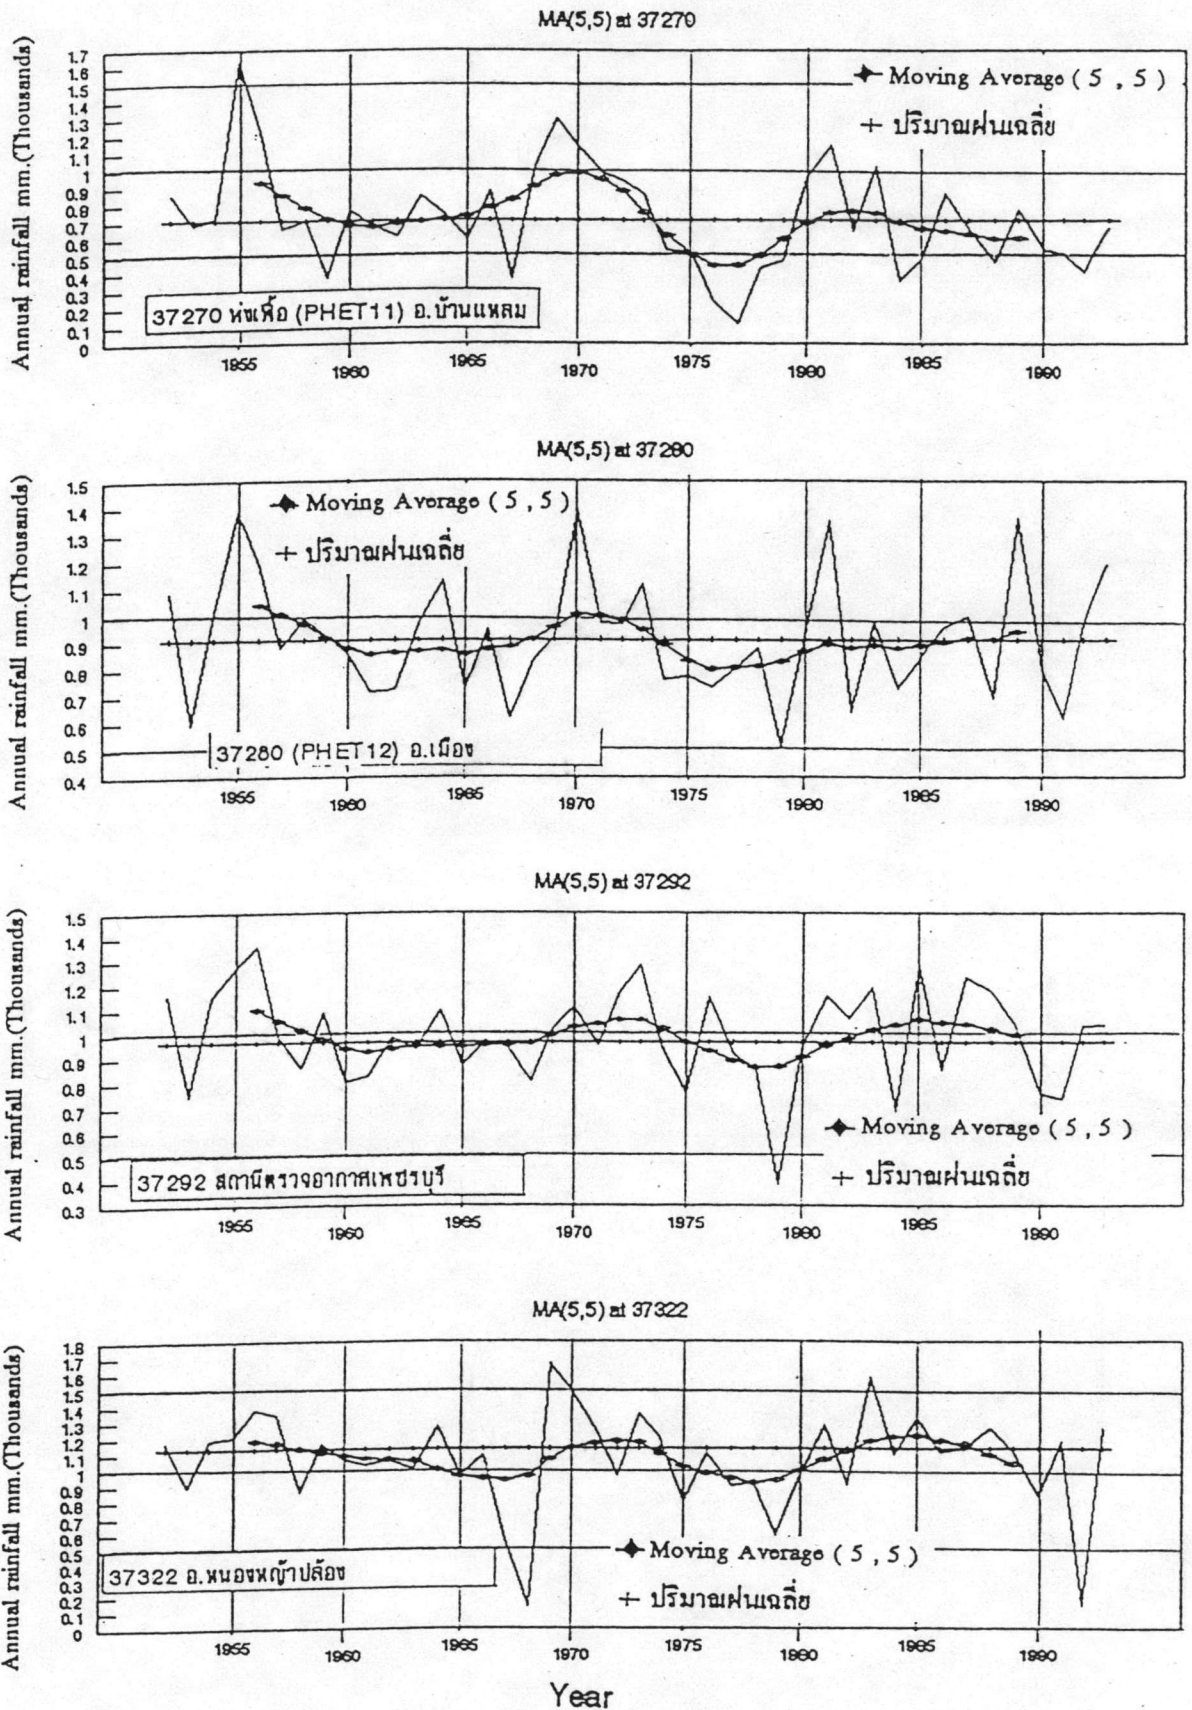 MA(5,5) at 37270
Annual rainfall mm.(Thousands)
1.7
1.6
1.5
1.4
1.3
1.2
1.1
1
0.9
0.8
0.7
0.6
0.5
0.4
0.3
0.2
0.1
0
Moving Average ( 5 , 5 )
ปริมาณฝนเฉลี่ย
(PHET11) อ.บ้านแหลม
37270
1955 1960 1965 1970 1975 1980 1985 1990
MA(5,5) at 37280
Annual rainfall mm.(Thousands)
1.5
1.4
1.3
1.2
1.1
1
0.9
0.8
0.7
0.6
0.5
0.4
Moving Average ( 5 , 5 )
ปริมาณฝนเฉลี่ย
37280 (PHET12) อ.เมือง
1955 1960 1965 1970 1975 1980 1985 1990
MA(5,5) at 37292
Annual rainfall mm.(Thousands)
1.5
1.4
1.3
1.2
1.1
1
0.9
0.8
0.7
0.6
0.5
0.4
0.3
Moving Average ( 5 , 5 )
ปริมาณฝนเฉลี่ย
37292 สถานีตรวจอากาศเพชรบุรี
1955 1960 1965 1970 1975 1980 1985 1990
MA(5,5) at 37322
Annual rainfall mm.(Thousands)
1.8
1.7
1.6
1.5
1.4
1.3
1.2
1.1
1
0.9
0.8
0.7
0.6
0.5
0.4
0.3
0.2
0.1
0
Moving Average ( 5 , 5 )
ปริมาณฝนเฉลี่ย
37322 อ.หนองหญ้าปล้อง
1955 1960 1965 1970 1975 1980 1985 1990
Year